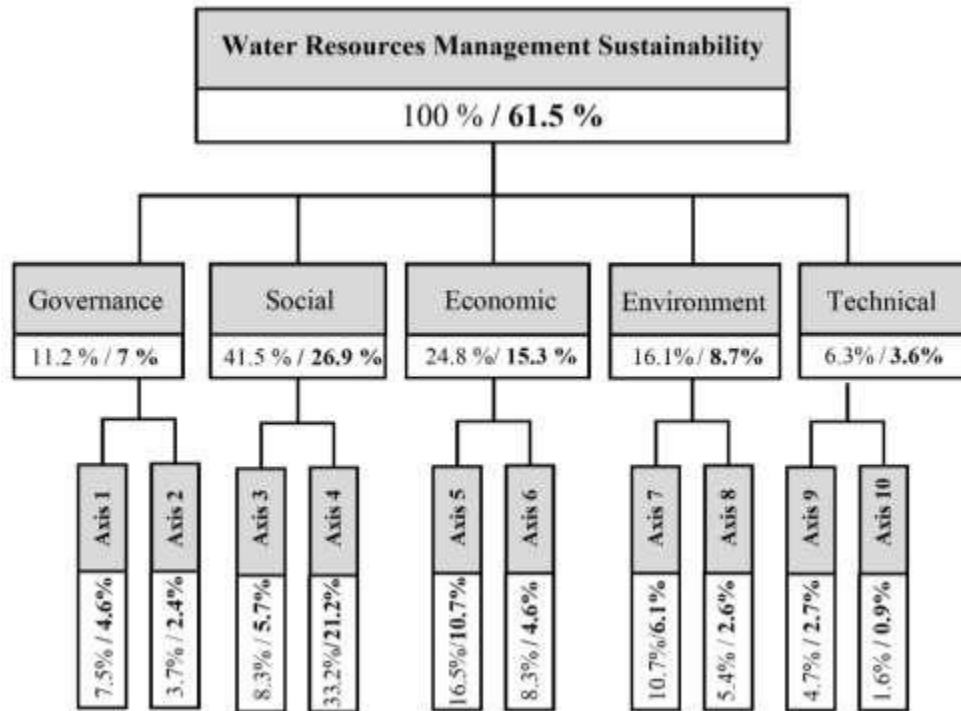 Water Resources Management Sustainability
100 % / 61.5 %
Governance
11.2 % / 7 %
Social
41.5 % / 26.9 %
Economic
24.8 %/ 15.3 %
Environment
16.1% / 8.7%
Technical
6.3% / 3.6%
Axis 1
7.5% / 4.6%
Axis 2
3.7% / 2.4%
Axis 3
8.3% / 5.7%
Axis 4
33.2%/21.2%
Axis 5
16.5%/10.7%
Axis 6
8.3% / 4.6%
Axis 7
10.7%/6.1%
Axis 8
5.4% / 2.6%
Axis 9
4.7% / 2.7%
Axis 10
1.6% / 0.9%